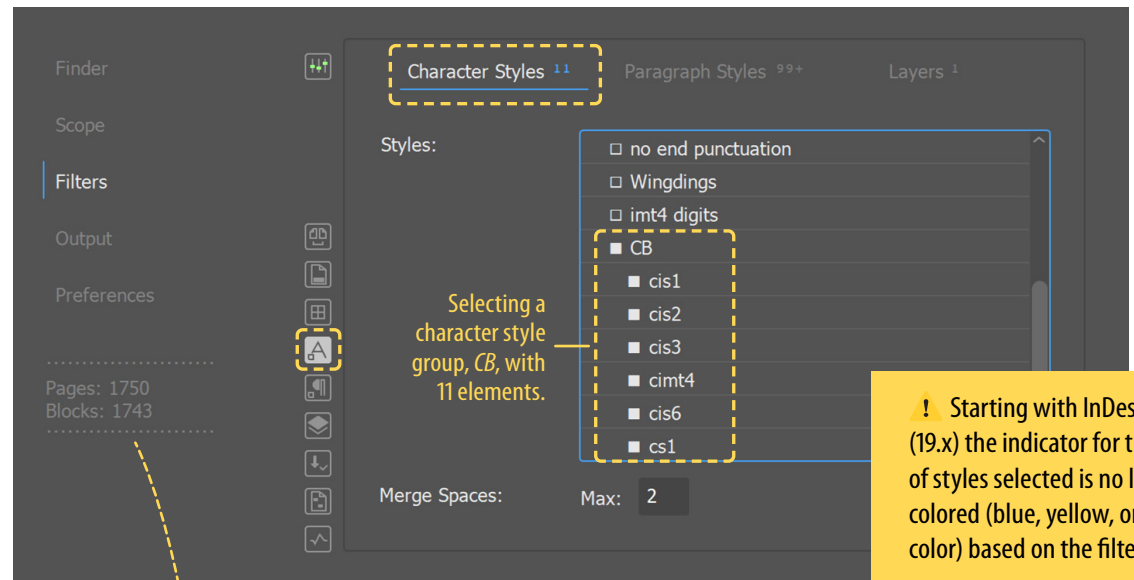 Finder
Scope
Filters
Output
Preferences
Pages: 1750
Blocks: 1743
Character Styles 11
Paragraph Styles 99+
Layers 1
Styles:
no end punctuation
Wingdings
imt4 digits
CB
cis1
cis2
cis3
cimt4
cis6
cs1
Selecting a
character style
group, CB, with
11 elements.
Merge Spaces:
Max: 2
! Starting with InDes
(19.x) the indicator for t
of styles selected is no l
colored (blue, yellow, or
color) based on the filte